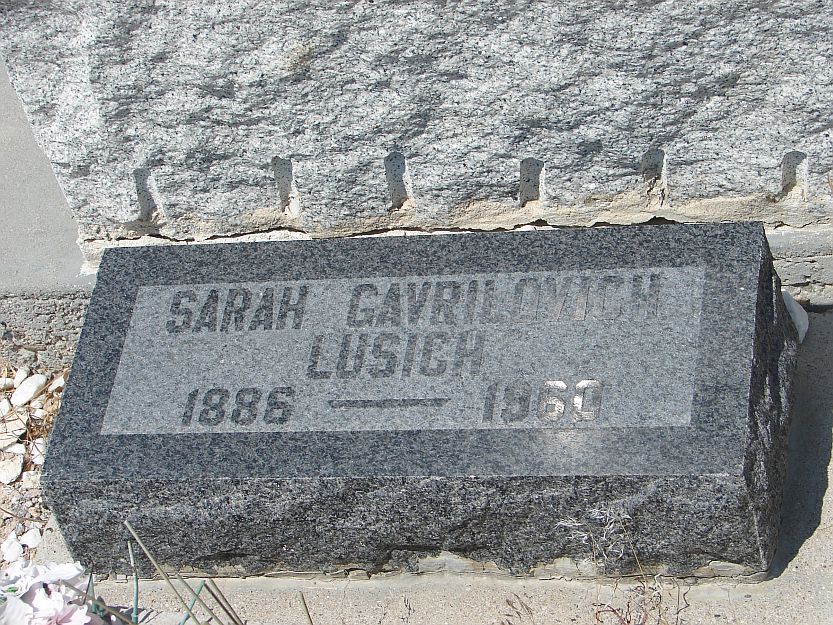 SARAH GAVRILOVICH
LUSICH
1886 — 1960